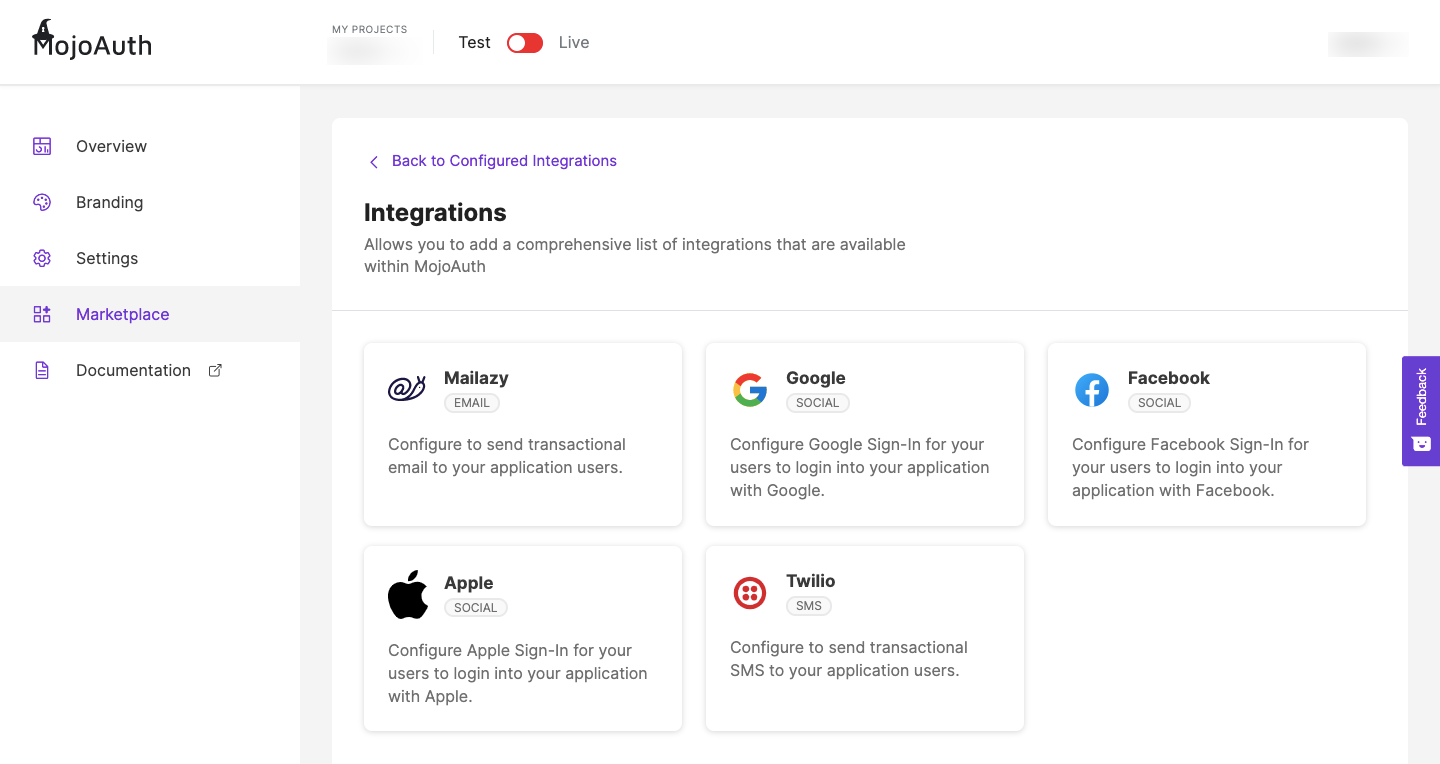 MojoAuth
MY PROJECTS
Test
Live
Overview
Branding
Settings
Marketplace
Documentation
Back to Configured Integrations
Integrations
Allows you to add a comprehensive list of integrations that are available
within MojoAuth
Mailazy
EMAIL
Configure to send transactional
email to your application users.
Google
SOCIAL
Configure Google Sign-In for your
users to login into your application
with Google.
Facebook
SOCIAL
Configure Facebook Sign-In for
your users to login into your
application with Facebook.
Apple
SOCIAL
Configure Apple Sign-In for your
users to login into your application
with Apple.
Twilio
SMS
Configure to send transactional
SMS to your application users.
Feedback